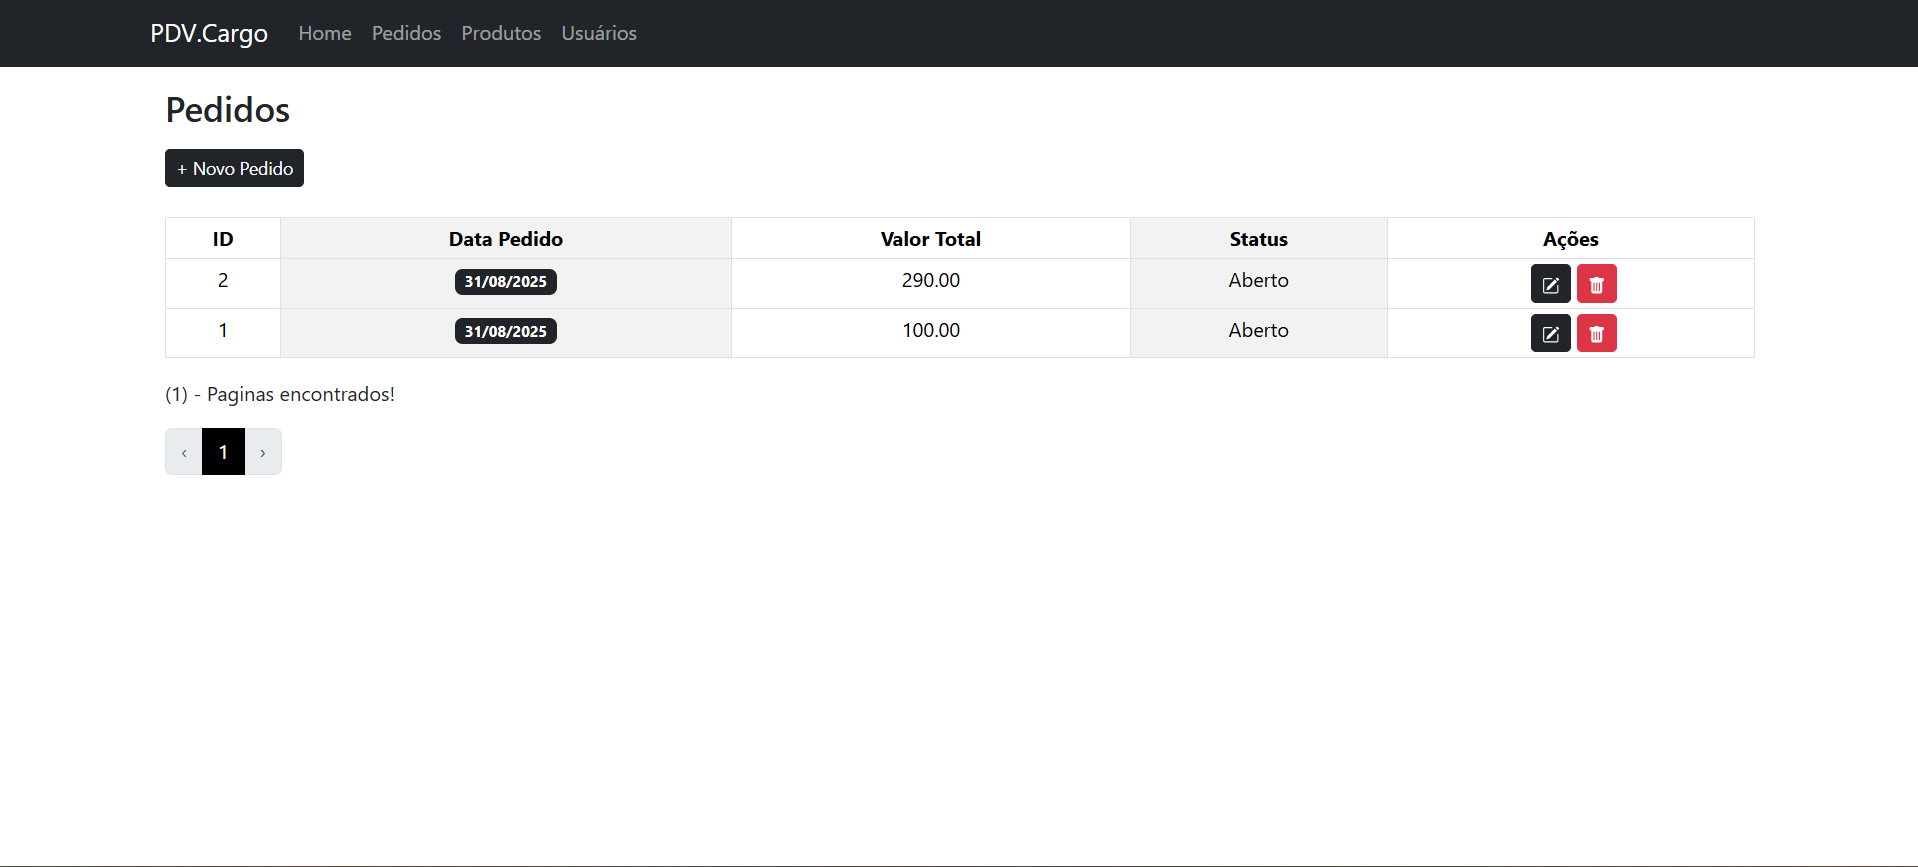 PDV.Cargo Home Pedidos Produtos Usuários
Pedidos
+ Novo Pedido
ID Data Pedido Valor Total Status Ações
2 31/08/2025 290.00 Aberto
1 31/08/2025 100.00 Aberto
(1) - Paginas encontrados!
‹ 1 ›